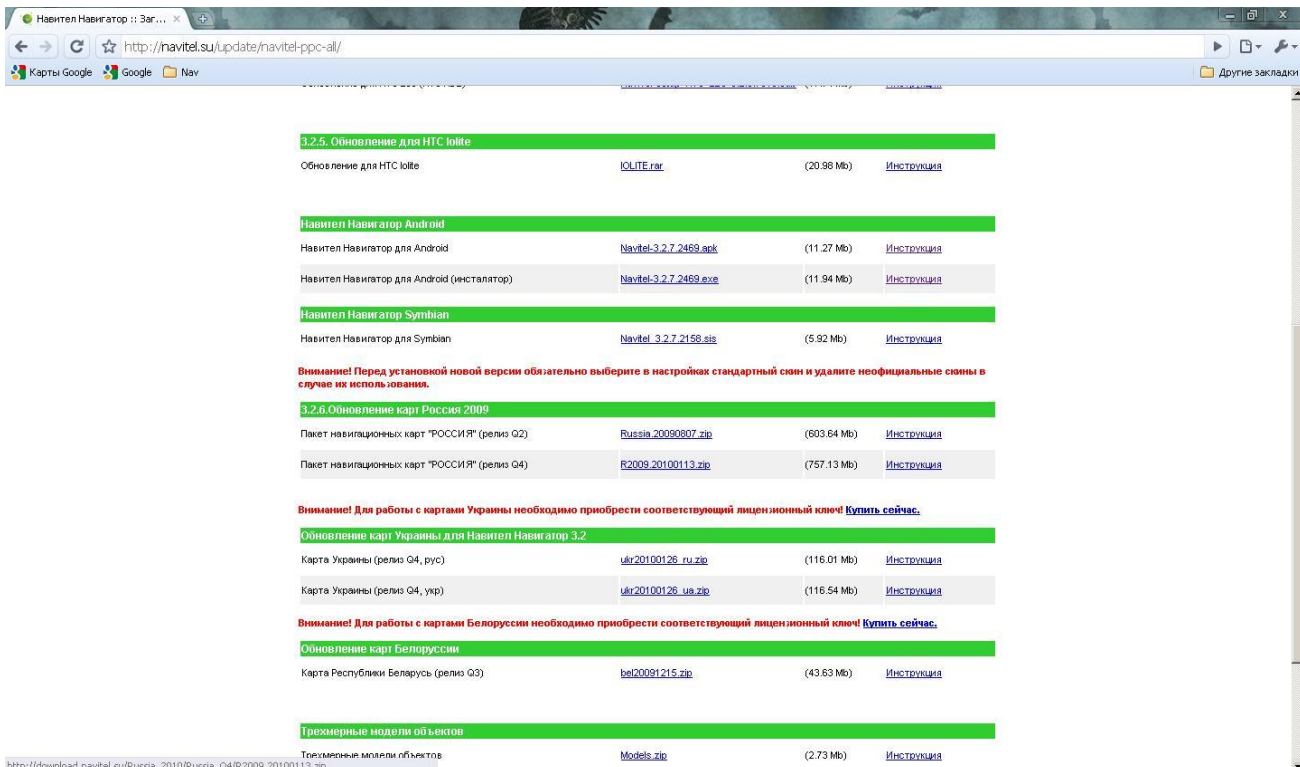 Навител Навигатор :: Заг...
http://navitel.su/update/navitel-ppc-all/
Карты Google Google Nav Другие закладки
3.2.5. Обновление для HTC Iolite
Обновление для HTC Iolite IOLITE.rar (20.98 Mb) Инструкция
Навител Навигатор Android
Навител Навигатор для Android Navitel-3.2.7.2469.apk (11.27 Mb) Инструкция
Навител Навигатор для Android (инсталятор) Navitel-3.2.7.2469.exe (11.94 Mb) Инструкция
Навител Навигатор Symbian
Навител Навигатор для Symbian Navitel_3.2.7.2158.sis (5.92 Mb) Инструкция
Внимание! Перед установкой новой версии обязательно выберите в настройках стандартный скин и удалите неофициальные скины в
случае их использования.
3.2.6.Обновление карт Россия 2009
Пакет навигационных карт "РОССИЯ" (релиз Q2) Russia.20090807.zip (603.64 Mb) Инструкция
Пакет навигационных карт "РОССИЯ" (релиз Q4) R2009.20100113.zip (757.13 Mb) Инструкция
Внимание! Для работы с картами Украины необходимо приобрести соответствующий лицензионный ключ! Купить сейчас.
Обновление карт Украины для Навител Навигатор 3.2
Карта Украины (релиз Q4, рус) ukr20100126_ru.zip (116.01 Mb) Инструкция
Карта Украины (релиз Q4, укр) ukr20100126_ua.zip (116.54 Mb) Инструкция
Внимание! Для работы с картами Белоруссии необходимо приобрести соответствующий лицензионный ключ! Купить сейчас.
Обновление карт Белоруссии
Карта Республики Беларусь (релиз Q3) bel20091215.zip (43.63 Mb) Инструкция
Трехмерные модели объектов
Трехмерные модели объектов Models.zip (2.73 Mb) Инструкция
http://download.navitel.su/Russia_2010/Russia_Q4/R2009.20100113.zip